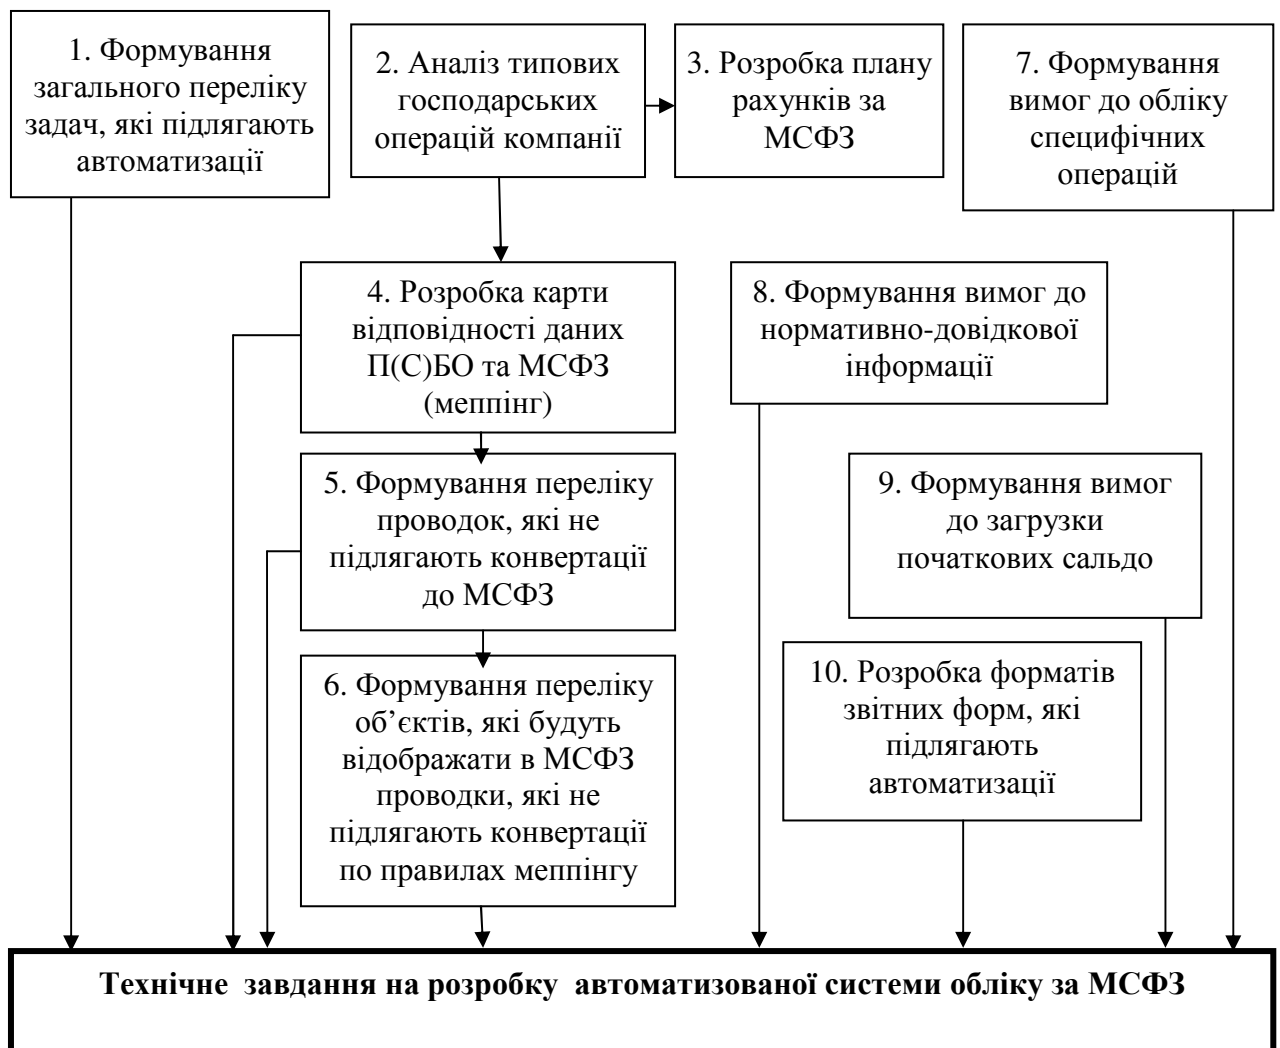 1. Формування
загального переліку
задач, які підлягають
автоматизації
2. Аналіз типових
господарських
операцій компанії
3. Розробка плану
рахунків за
МСФЗ
7. Формування
вимог до обліку
специфічних
операцій
4. Розробка карти
відповідності даних
П(С)БО та МСФЗ
(меппінг)
8. Формування вимог до
нормативно-довідкової
інформації
5. Формування переліку
проводок, які не
підлягають конвертації
до МСФЗ
9. Формування вимог
до загрузки
початкових сальдо
6. Формування переліку
об’єктів, які будуть
відображати в МСФЗ
проводки, які не
підлягають конвертації
по правилах меппінгу
10. Розробка форматів
звітних форм, які
підлягають
автоматизації
Технічне завдання на розробку автоматизованої системи обліку за МСФЗ